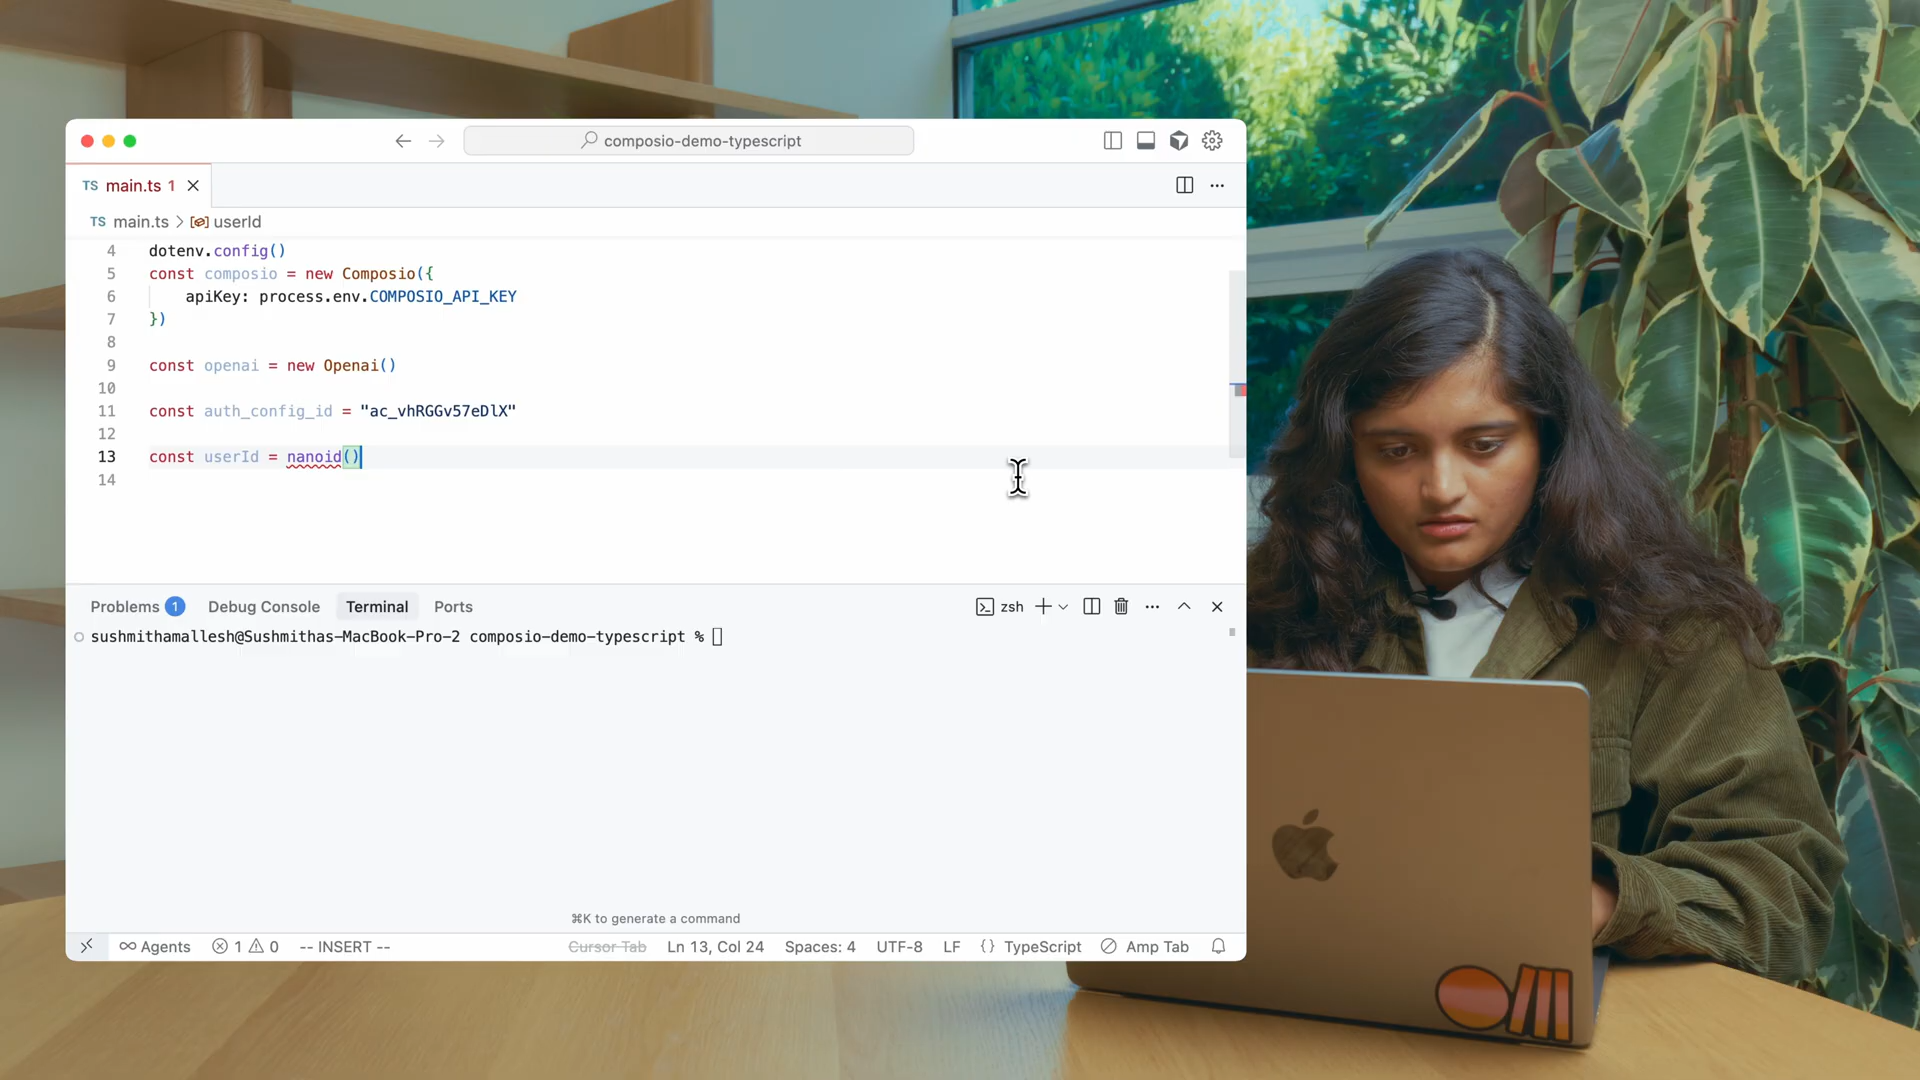 composio-demo-typescript
TS main.ts 1
TS main.ts > userId
4 dotenv.config()
5 const composio = new Composio({
6 apiKey: process.env.COMPOSIO_API_KEY
7 })
8
9 const openai = new Openai()
10
11 const auth_config_id = "ac_vhRGGv57eDlX"
12
13 const userId = nanoid()
14
Problems 1 Debug Console Terminal Ports zsh
sushmithamallesh@Sushmithas-MacBook-Pro-2 composio-demo-typescript %
⌘K to generate a command
Agents 1 0 -- INSERT -- Cursor Tab Ln 13, Col 24 Spaces: 4 UTF-8 LF {} TypeScript Amp Tab